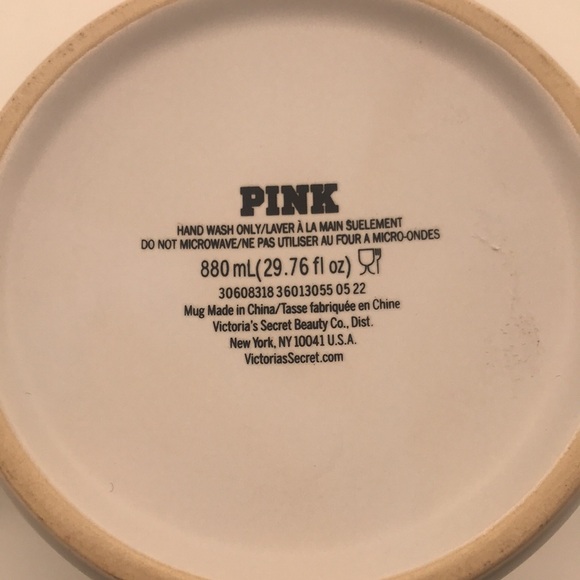 PINK
HAND WASH ONLY/LAVER À LA MAIN SUELEMENT
DO NOT MICROWAVE/NE PAS UTILISER AU FOUR A MICRO-ONDES
880 mL(29.76 fl oz)
30608318 36013055 05 22
Mug Made in China/Tasse fabriquée en Chine
Victoria's Secret Beauty Co., Dist.
New York, NY 10041 U.S.A.
VictoriasSecret.com